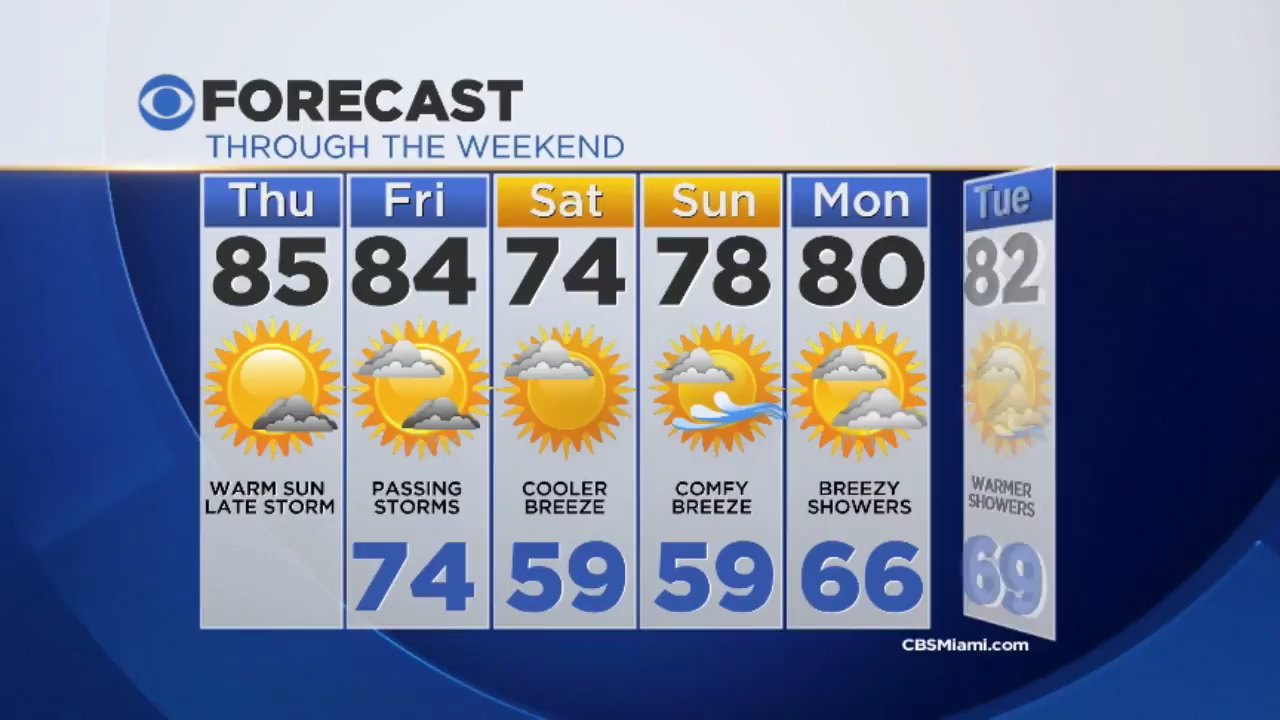 FORECAST
THROUGH THE WEEKEND
Thu
Fri
Sat
Sun
Mon
Tue
85
84
74
78
80
82
WARM SUN
LATE STORM
PASSING
STORMS
COOLER
BREEZE
COMFY
BREEZE
BREEZY
SHOWERS
WARMER
SHOWERS
74
59
59
66
69
CBSMiami.com